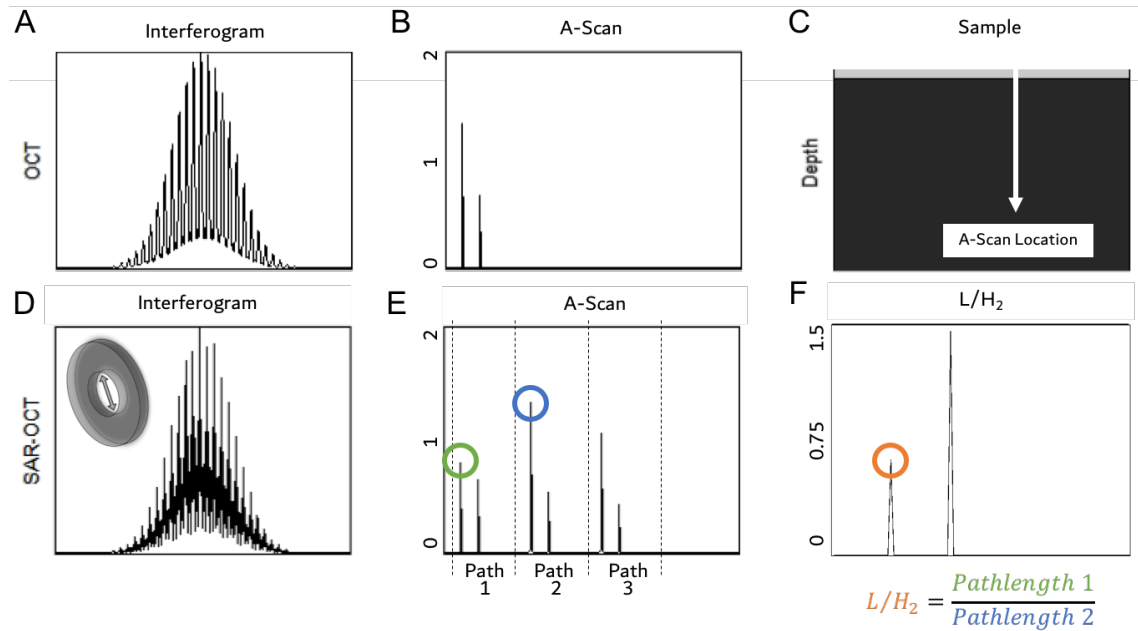 A
Interferogram
OCT
B
A-Scan
2
1
0
C
Sample
Depth
A-Scan Location
D
Interferogram
SAR-OCT
E
A-Scan
2
1
0
Path 1
Path 2
Path 3
F
L/H₂
1.5
0.75
0
L/H₂ = Pathlength 1
Pathlength 2